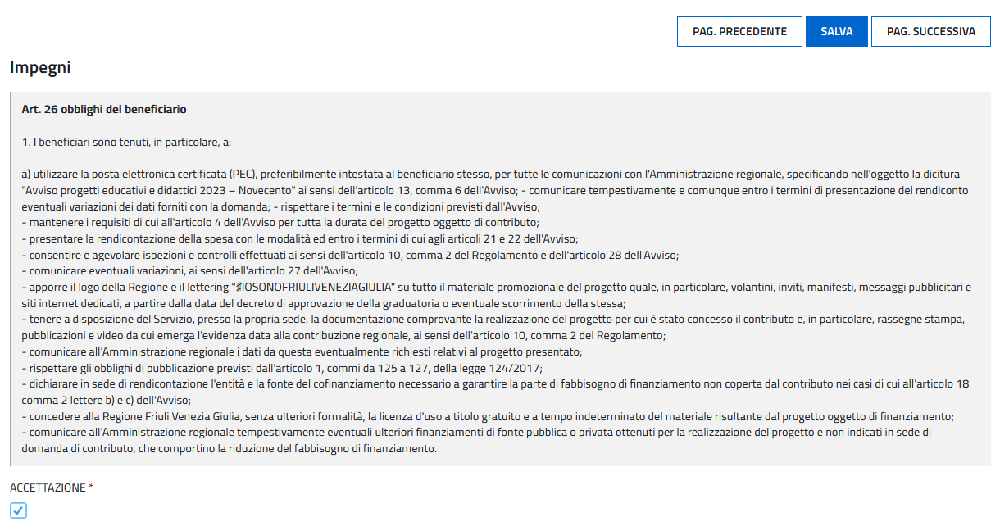 PAG. PRECEDENTE SALVA PAG. SUCCESSIVA
Impegni
Art. 26 obblighi del beneficiario
1. I beneficiari sono tenuti, in particolare, a:
a) utilizzare la posta elettronica certificata (PEC), preferibilmente intestata al beneficiario stesso, per tutte le comunicazioni con l'Amministrazione regionale, specificando nell'oggetto la dicitura
"Avviso progetti educativi e didattici 2023 – Novecento" ai sensi dell'articolo 13, comma 6 dell'Avviso; - comunicare tempestivamente e comunque entro i termini di presentazione del rendiconto
eventuali variazioni dei dati forniti con la domanda; - rispettare i termini e le condizioni previsti dall'Avviso;
- mantenere i requisiti di cui all'articolo 4 dell'Avviso per tutta la durata del progetto oggetto di contributo;
- presentare la rendicontazione della spesa con le modalità ed entro i termini di cui agli articoli 21 e 22 dell'Avviso;
- consentire e agevolare ispezioni e controlli effettuati ai sensi dell'articolo 10, comma 2 del Regolamento e dell'articolo 28 dell'Avviso;
- comunicare eventuali variazioni, ai sensi dell'articolo 27 dell'Avviso;
- apporre il logo della Regione e il lettering "♯IOSONOFRIULIVENEZIAGIULIA" su tutto il materiale promozionale del progetto quale, in particolare, volantini, inviti, manifesti, messaggi pubblicitari e
siti internet dedicati, a partire dalla data del decreto di approvazione della graduatoria o eventuale scorrimento della stessa;
- tenere a disposizione del Servizio, presso la propria sede, la documentazione comprovante la realizzazione del progetto per cui è stato concesso il contributo e, in particolare, rassegne stampa,
pubblicazioni e video da cui emerga l'evidenza data alla contribuzione regionale, ai sensi dell'articolo 10, comma 2 del Regolamento;
- comunicare all'Amministrazione regionale i dati da questa eventualmente richiesti relativi al progetto presentato;
- rispettare gli obblighi di pubblicazione previsti dall'articolo 1, commi da 125 a 127, della legge 124/2017;
- dichiarare in sede di rendicontazione l'entità e la fonte del cofinanziamento necessario a garantire la parte di fabbisogno di finanziamento non coperta dal contributo nei casi di cui all'articolo 18
comma 2 lettere b) e c) dell'Avviso;
- concedere alla Regione Friuli Venezia Giulia, senza ulteriori formalità, la licenza d'uso a titolo gratuito e a tempo indeterminato del materiale risultante dal progetto oggetto di finanziamento;
- comunicare all'Amministrazione regionale tempestivamente eventuali ulteriori finanziamenti di fonte pubblica o privata ottenuti per la realizzazione del progetto e non indicati in sede di
domanda di contributo, che comportino la riduzione del fabbisogno di finanziamento.
ACCETTAZIONE *